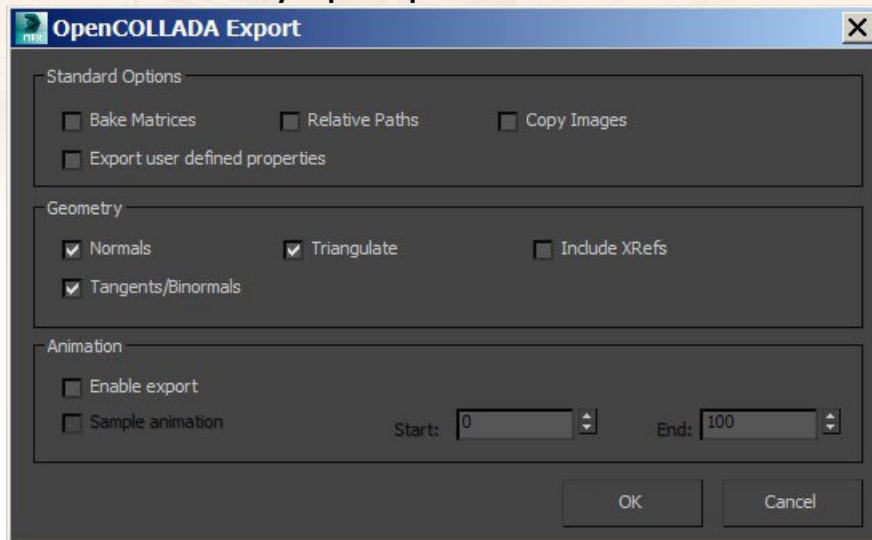 OpenCOLLADA Export
Standard Options
Bake Matrices Relative Paths Copy Images
Export user defined properties
Geometry
Normals Triangulate Include XRefs
Tangents/Binormals
Animation
Enable export
Sample animation Start: 0 End: 100
OK Cancel